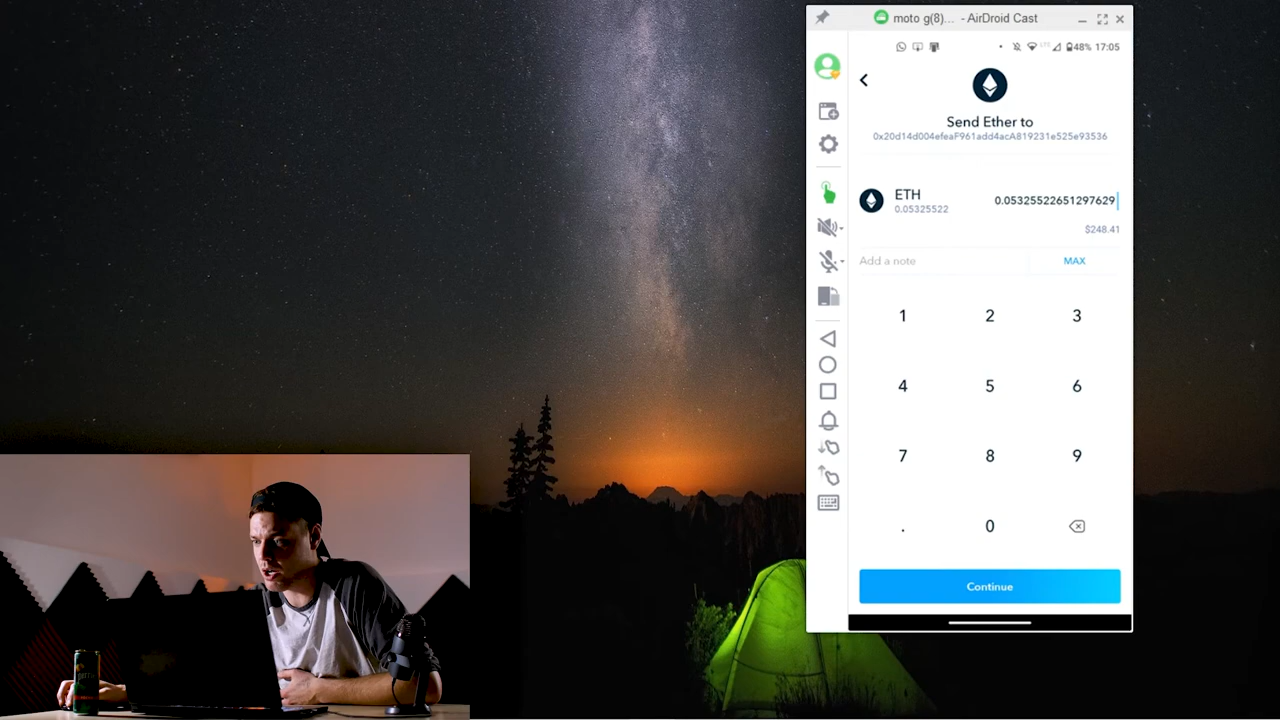 moto g(8)... - AirDroid Cast
LTE 48% 17:05
Send Ether to
0x20d14d004efeaF961add4acA819231e525e93536
ETH
0.05325522651297629
0.05325522
$248.41
Add a note
MAX
1 2 3
4 5 6
7 8 9
. 0
Continue